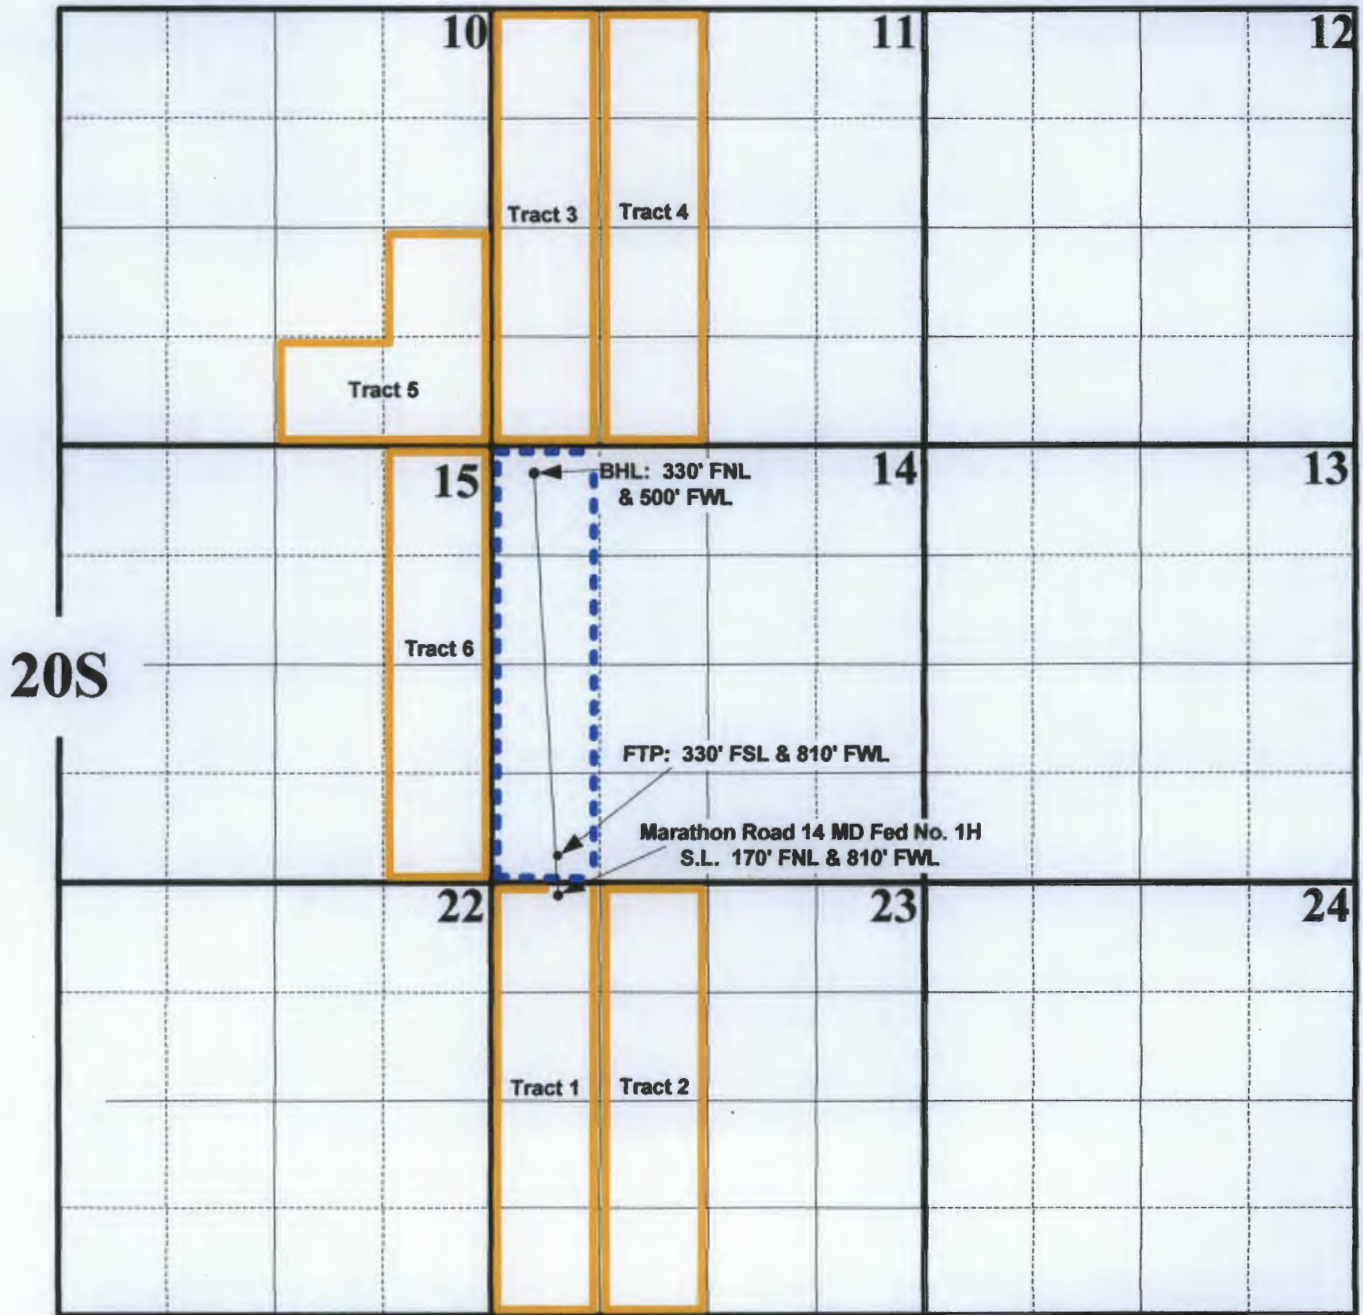 10
11
12
Tract 3
Tract 4
Tract 5
15
BHL: 330' FNL
& 500' FWL
14
13
20S
Tract 6
FTP: 330' FSL & 810' FWL
Marathon Road 14 MD Fed No. 1H
S.L. 170' FNL & 810' FWL
22
23
24
Tract 1
Tract 2